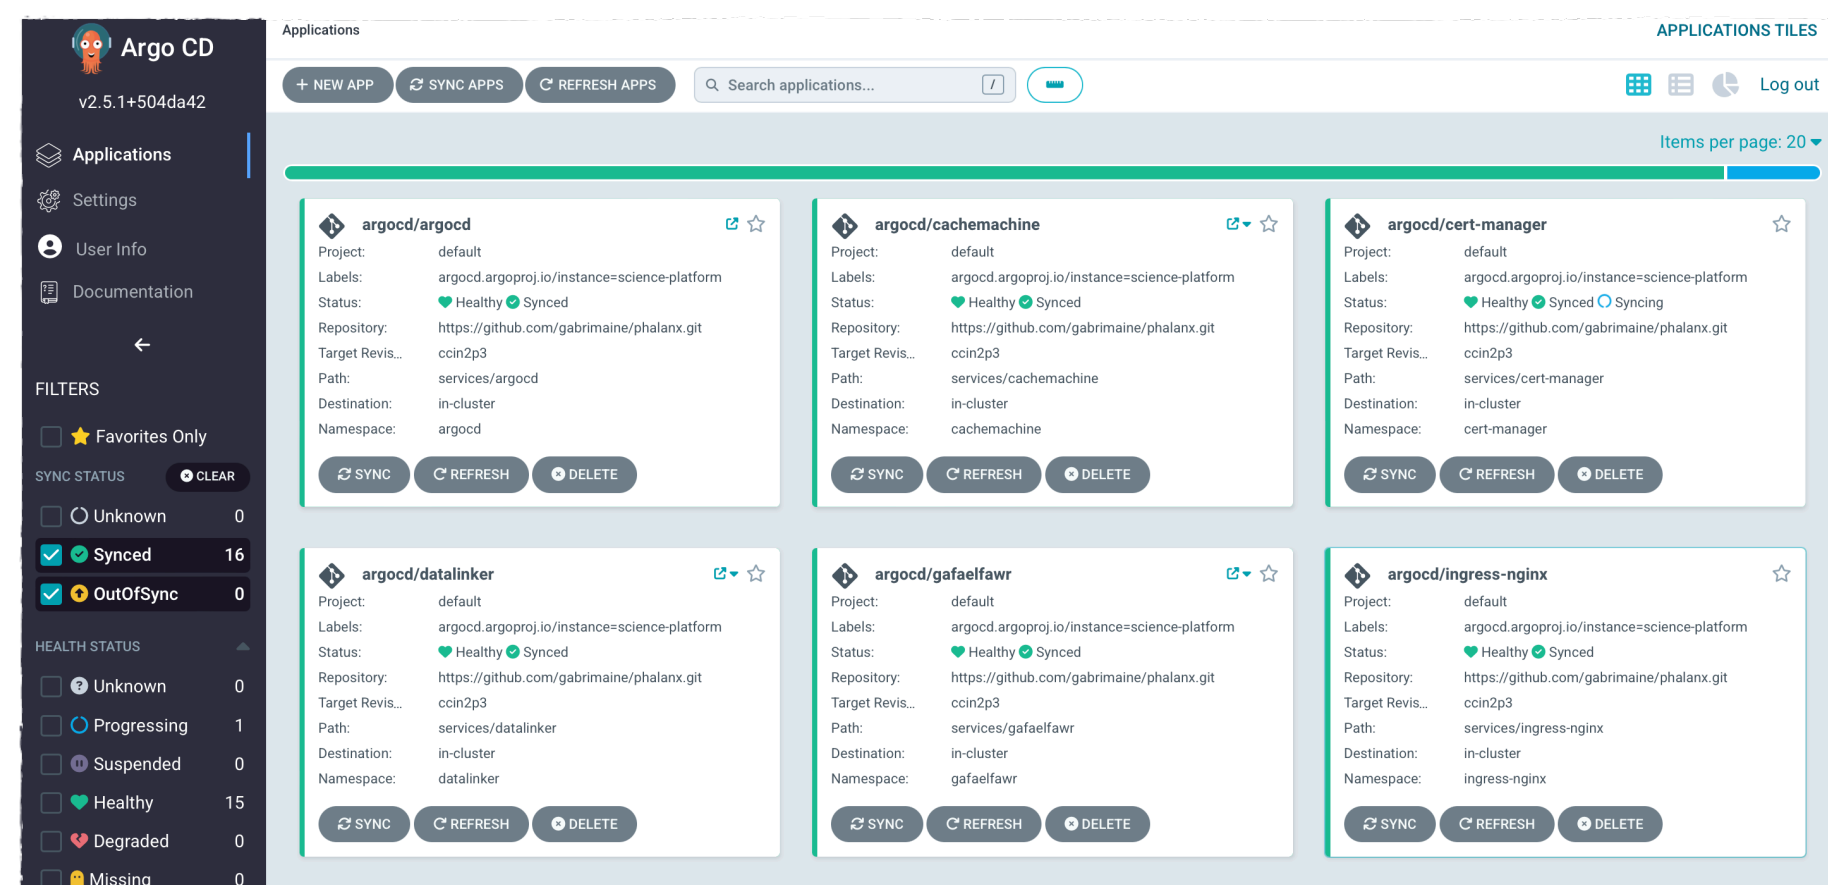 Argo CD
v2.5.1+504da42
Applications
Settings
User Info
Documentation
FILTERS
Favorites Only
SYNC STATUS CLEAR
Unknown 0
Synced 16
OutOfSync 0
HEALTH STATUS
Unknown 0
Progressing 1
Suspended 0
Healthy 15
Degraded 0
Missing 0
Applications APPLICATIONS TILES
+ NEW APP SYNC APPS REFRESH APPS Search applications... / Log out
Items per page: 20
argocd/argocd
Project: default
Labels: argocd.argoproj.io/instance=science-platform
Status: Healthy Synced
Repository: https://github.com/gabrimaine/phalanx.git
Target Revis... ccin2p3
Path: services/argocd
Destination: in-cluster
Namespace: argocd
SYNC REFRESH DELETE
argocd/cachemachine
Project: default
Labels: argocd.argoproj.io/instance=science-platform
Status: Healthy Synced
Repository: https://github.com/gabrimaine/phalanx.git
Target Revis... ccin2p3
Path: services/cachemachine
Destination: in-cluster
Namespace: cachemachine
SYNC REFRESH DELETE
argocd/cert-manager
Project: default
Labels: argocd.argoproj.io/instance=science-platform
Status: Healthy Synced Syncing
Repository: https://github.com/gabrimaine/phalanx.git
Target Revis... ccin2p3
Path: services/cert-manager
Destination: in-cluster
Namespace: cert-manager
SYNC REFRESH DELETE
argocd/datalinker
Project: default
Labels: argocd.argoproj.io/instance=science-platform
Status: Healthy Synced
Repository: https://github.com/gabrimaine/phalanx.git
Target Revis... ccin2p3
Path: services/datalinker
Destination: in-cluster
Namespace: datalinker
SYNC REFRESH DELETE
argocd/gafaelfawr
Project: default
Labels: argocd.argoproj.io/instance=science-platform
Status: Healthy Synced
Repository: https://github.com/gabrimaine/phalanx.git
Target Revis... ccin2p3
Path: services/gafaelfawr
Destination: in-cluster
Namespace: gafaelfawr
SYNC REFRESH DELETE
argocd/ingress-nginx
Project: default
Labels: argocd.argoproj.io/instance=science-platform
Status: Healthy Synced
Repository: https://github.com/gabrimaine/phalanx.git
Target Revis... ccin2p3
Path: services/ingress-nginx
Destination: in-cluster
Namespace: ingress-nginx
SYNC REFRESH DELETE